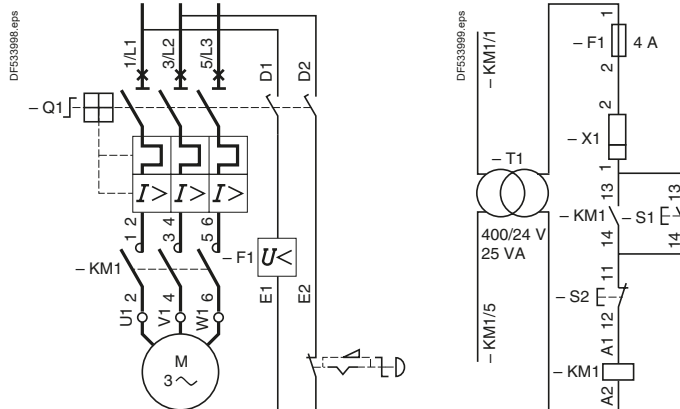 DF533998.eps
1/L1
3/L2
5/L3
D1
D2
– Q1
I>
I>
I>
2
4
6
1
3
5
– KM1
– F1
U<
2
4
6
U1
V1
W1
E1
E2
M
3~
DF533999.eps
– KM1/1
– T1
400/24 V
25 VA
– KM1/5
1
– F1
4 A
2
2
– X1
1
13
13
– KM1
– S1
14
14
11
– S2
12
A1
– KM1
A2